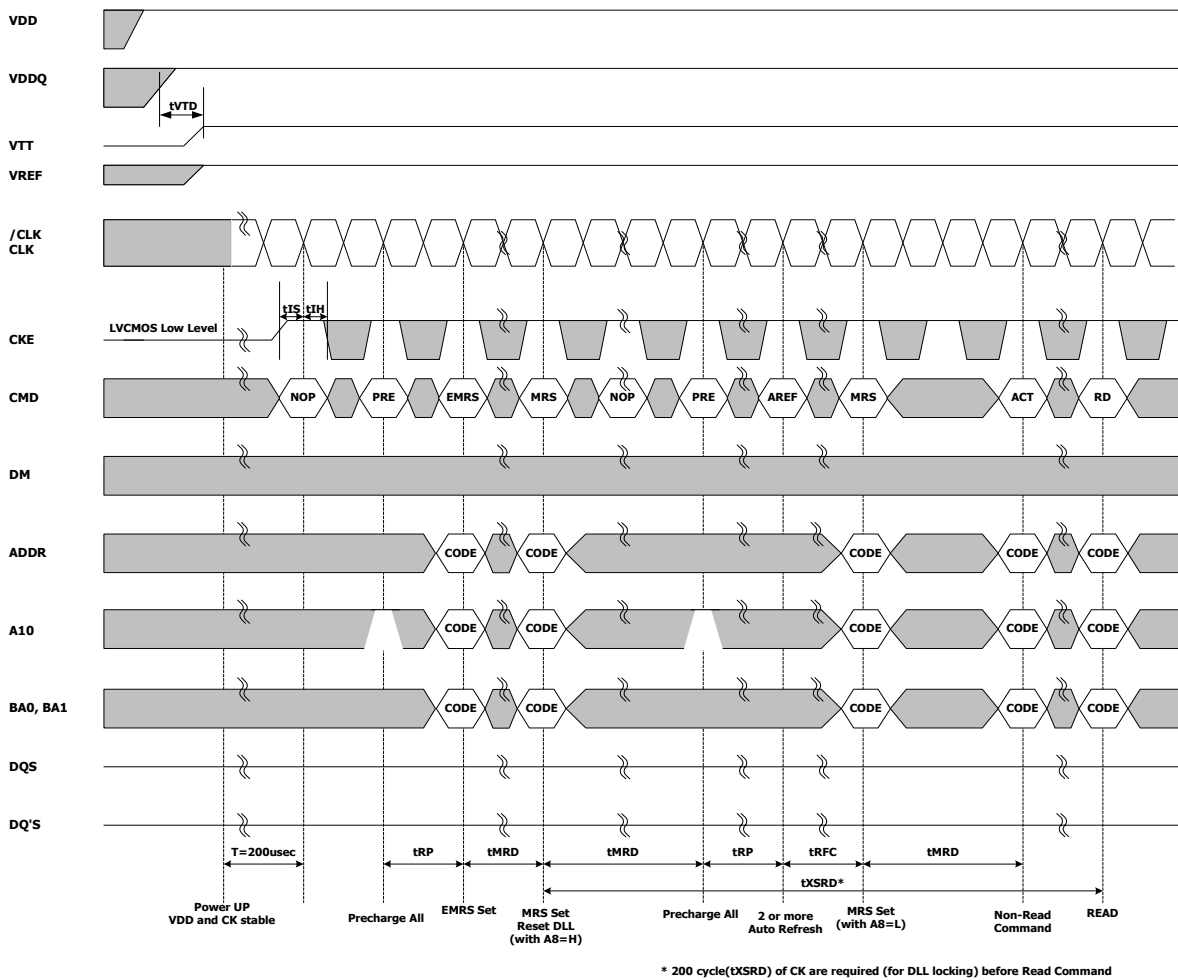 VDD
VDDQ
tVTD
VTT
VREF
/CLK
CLK
tIS tIH
LVCMOS Low Level
CKE
CMD NOP PRE EMRS MRS NOP PRE AREF MRS ACT RD
DM
ADDR CODE CODE CODE CODE CODE
A10 CODE CODE CODE CODE CODE
BA0, BA1 CODE CODE CODE CODE CODE
DQS
DQ'S
T=200usec tRP tMRD tMRD tRP tRFC tMRD
tXSRD*
Power UP
VDD and CK stable
Precharge All
EMRS Set
MRS Set
Reset DLL
(with A8=H)
Precharge All
2 or more
Auto Refresh
MRS Set
(with A8=L)
Non-Read
Command
READ
* 200 cycle(tXSRD) of CK are required (for DLL locking) before Read Command